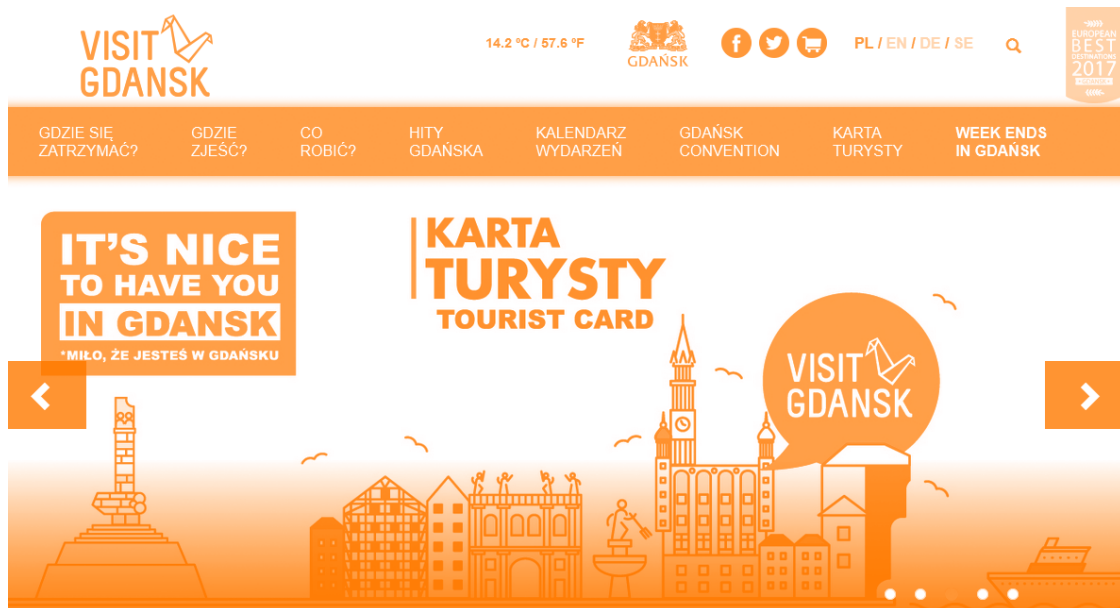 VISIT
GDANSK
14.2 ºC / 57.6 ºF
GDAŃSK
PL / EN / DE / SE
EUROPEAN
BEST
DESTINATIONS
2017
GDZIE SIĘ
ZATRZYMAĆ?
GDZIE
ZJEŚĆ?
CO
ROBIĆ?
HITY
GDAŃSKA
KALENDARZ
WYDARZEŃ
GDAŃSK
CONVENTION
KARTA
TURYSTY
WEEK ENDS
IN GDAŃSK
IT'S NICE
TO HAVE YOU
IN GDANSK
*MIŁO, ŻE JESTEŚ W GDAŃSKU
KARTA
TURYSTY
TOURIST CARD
VISIT
GDANSK